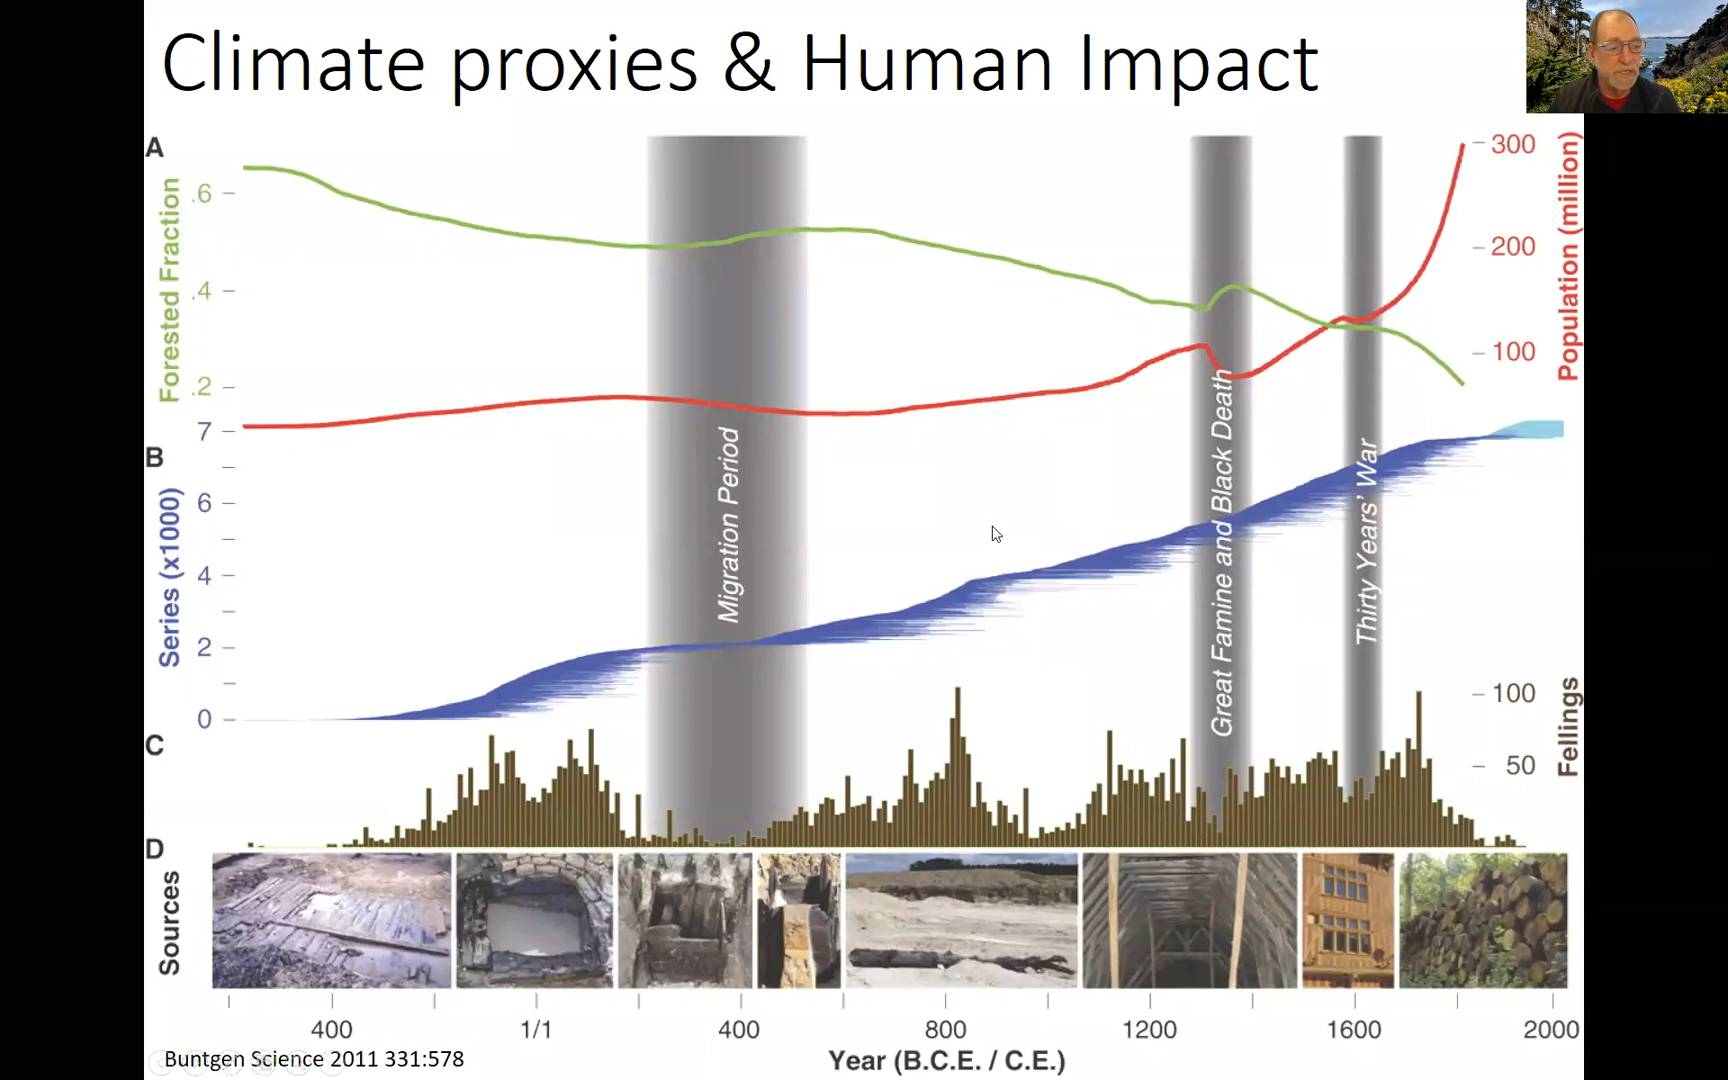 Climate proxies & Human Impact
A
Forested Fraction
.6
.4
.2
300
200
100
Population (million)
B
Series (x1000)
7
6
4
2
0
Migration Period
Great Famine and Black Death
Thirty Years' War
C
100
50
Fellings
D
Sources
400
1/1
400
800
1200
1600
2000
Year (B.C.E. / C.E.)
Buntgen Science 2011 331:578